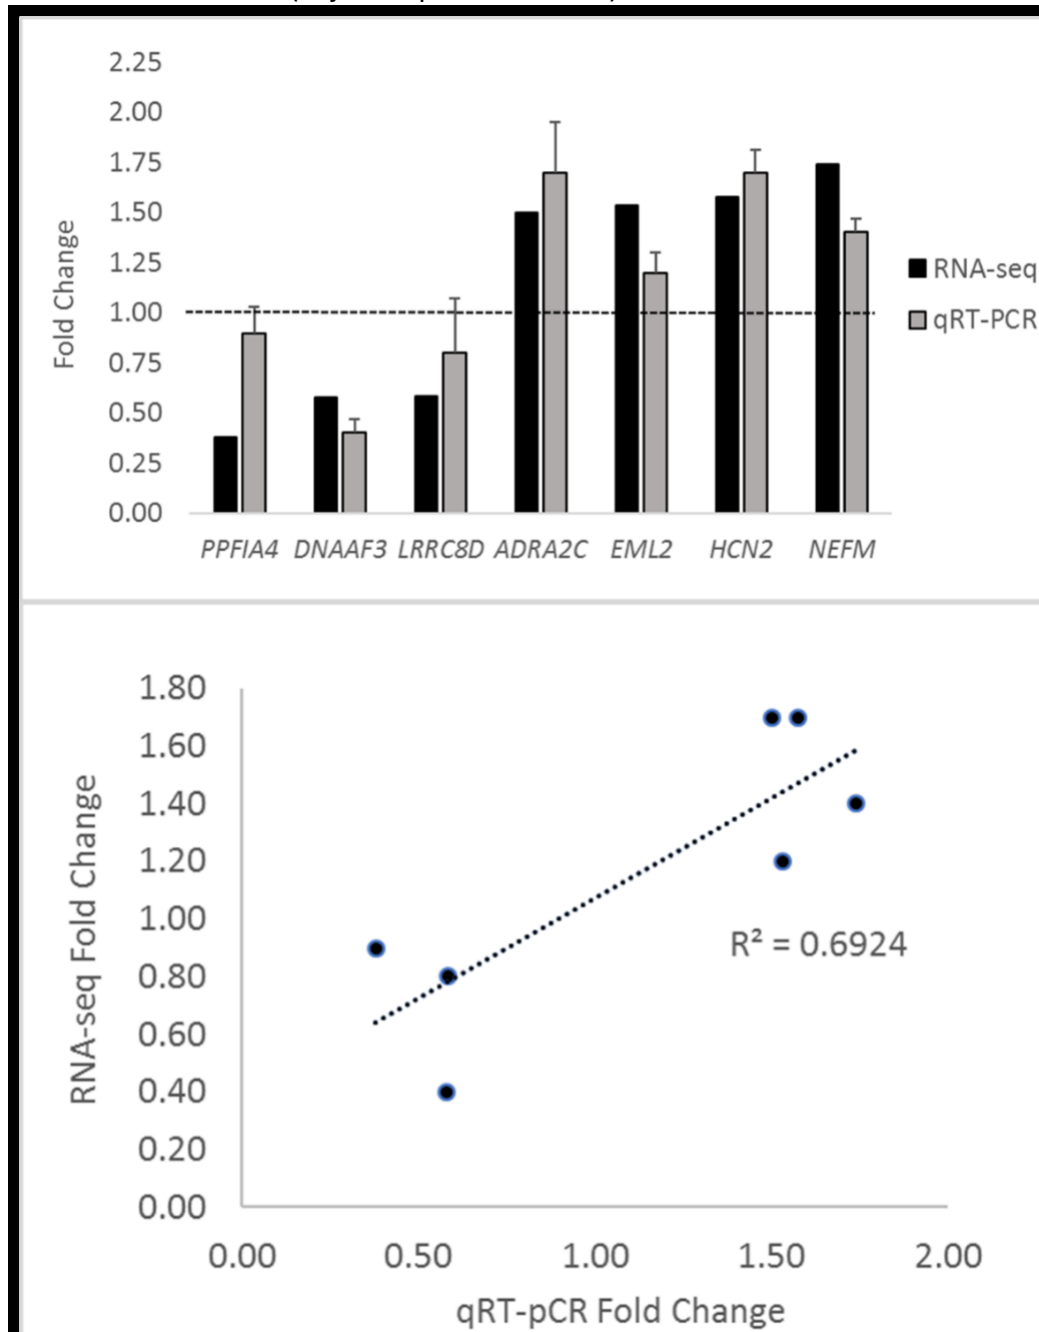 2.25
2.00
1.75
1.50
1.25
1.00
0.75
0.50
0.25
0.00
Fold Change
PPFIA4 DNAAF3 LRRC8D ADRA2C EML2 HCN2 NEFM
RNA-seq
qRT-PCR
1.80
1.60
1.40
1.20
1.00
0.80
0.60
0.40
0.20
0.00
RNA-seq Fold Change
R² = 0.6924
0.00 0.50 1.00 1.50 2.00
qRT-pCR Fold Change